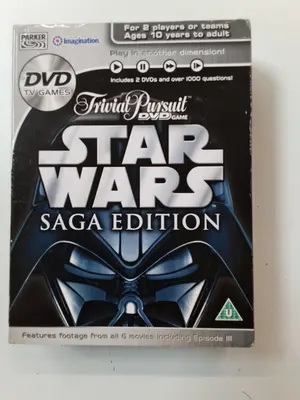 PARKER
Imagination
For 2 players or teams
Ages 10 years to adult
Play in another dimension!
Includes 2 DVDs and over 1000 questions!
DVD
TV GAMES
Trivial Pursuit
DVD GAME
STAR
WARS
SAGA EDITION
U
Features footage from all 6 movies including Episode III